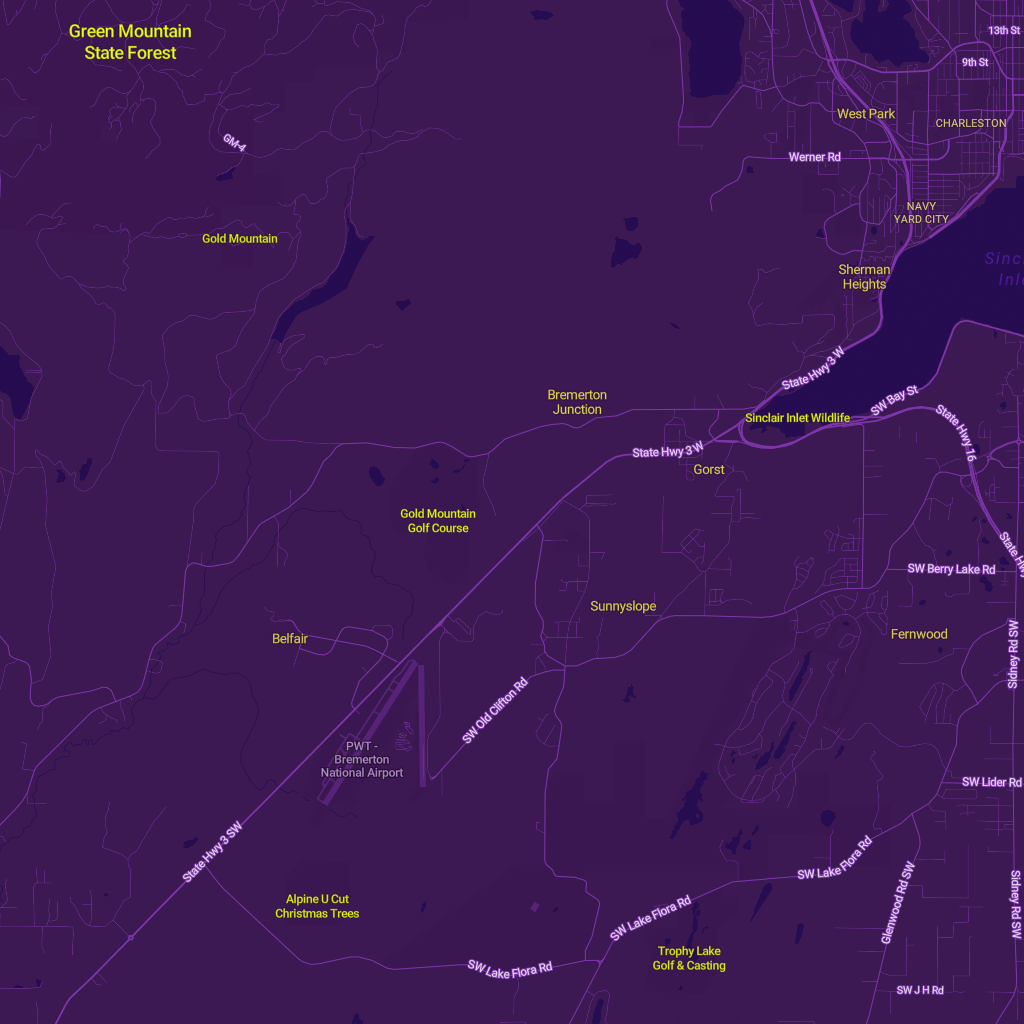 Green Mountain
State Forest
13th St
9th St
West Park
CHARLESTON
GM-4
Werner Rd
NAVY
YARD CITY
Gold Mountain
Sherman
Heights
State Hwy 3 W
Bremerton
Junction
SW Bay St
Sinclair Inlet Wildlife
State Hwy 16
State Hwy 3 W
Gorst
Gold Mountain
Golf Course
State Hwy
SW Berry Lake Rd
Sunnyslope
Belfair
Fernwood
Sidney Rd SW
SW Old Clifton Rd
PWT -
Bremerton
National Airport
SW Lider Rd
State Hwy 3 SW
SW Lake Flora Rd
Alpine U Cut
Christmas Trees
SW Lake Flora Rd
Glenwood Rd SW
Sidney Rd SW
Trophy Lake
Golf & Casting
SW Lake Flora Rd
SW J H Rd